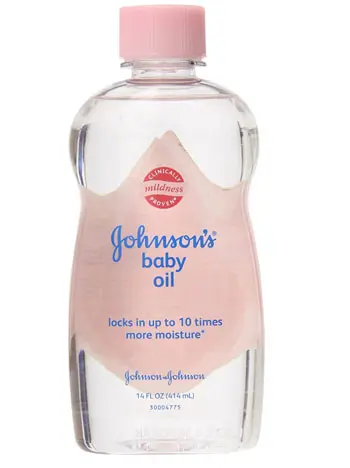 CLINICALLY
mildness
PROVEN®
Johnson's®
baby
oil
locks in up to 10 times
more moisture*
Johnson&Johnson
14 FL OZ (414 mL)
30004775